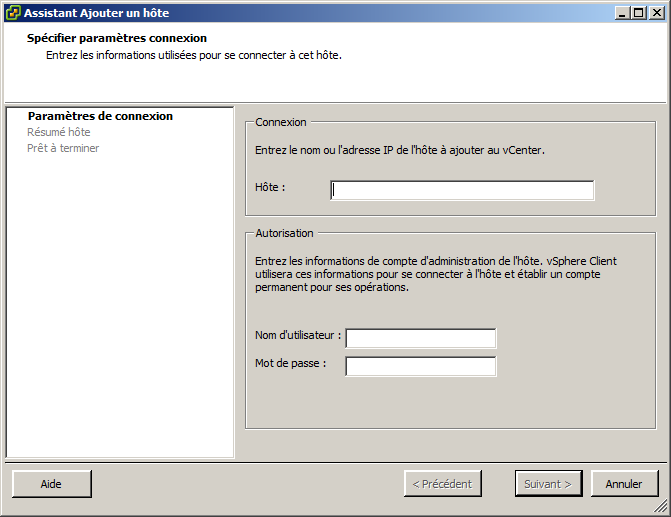 Assistant Ajouter un hôte
Spécifier paramètres connexion
Entrez les informations utilisées pour se connecter à cet hôte.
Paramètres de connexion
Résumé hôte
Prêt à terminer
Connexion
Entrez le nom ou l'adresse IP de l'hôte à ajouter au vCenter.
Hôte :
Autorisation
Entrez les informations de compte d'administration de l'hôte. vSphere Client
utilisera ces informations pour se connecter à l'hôte et établir un compte
permanent pour ses opérations.
Nom d'utilisateur :
Mot de passe :
Aide
< Précédent
Suivant >
Annuler